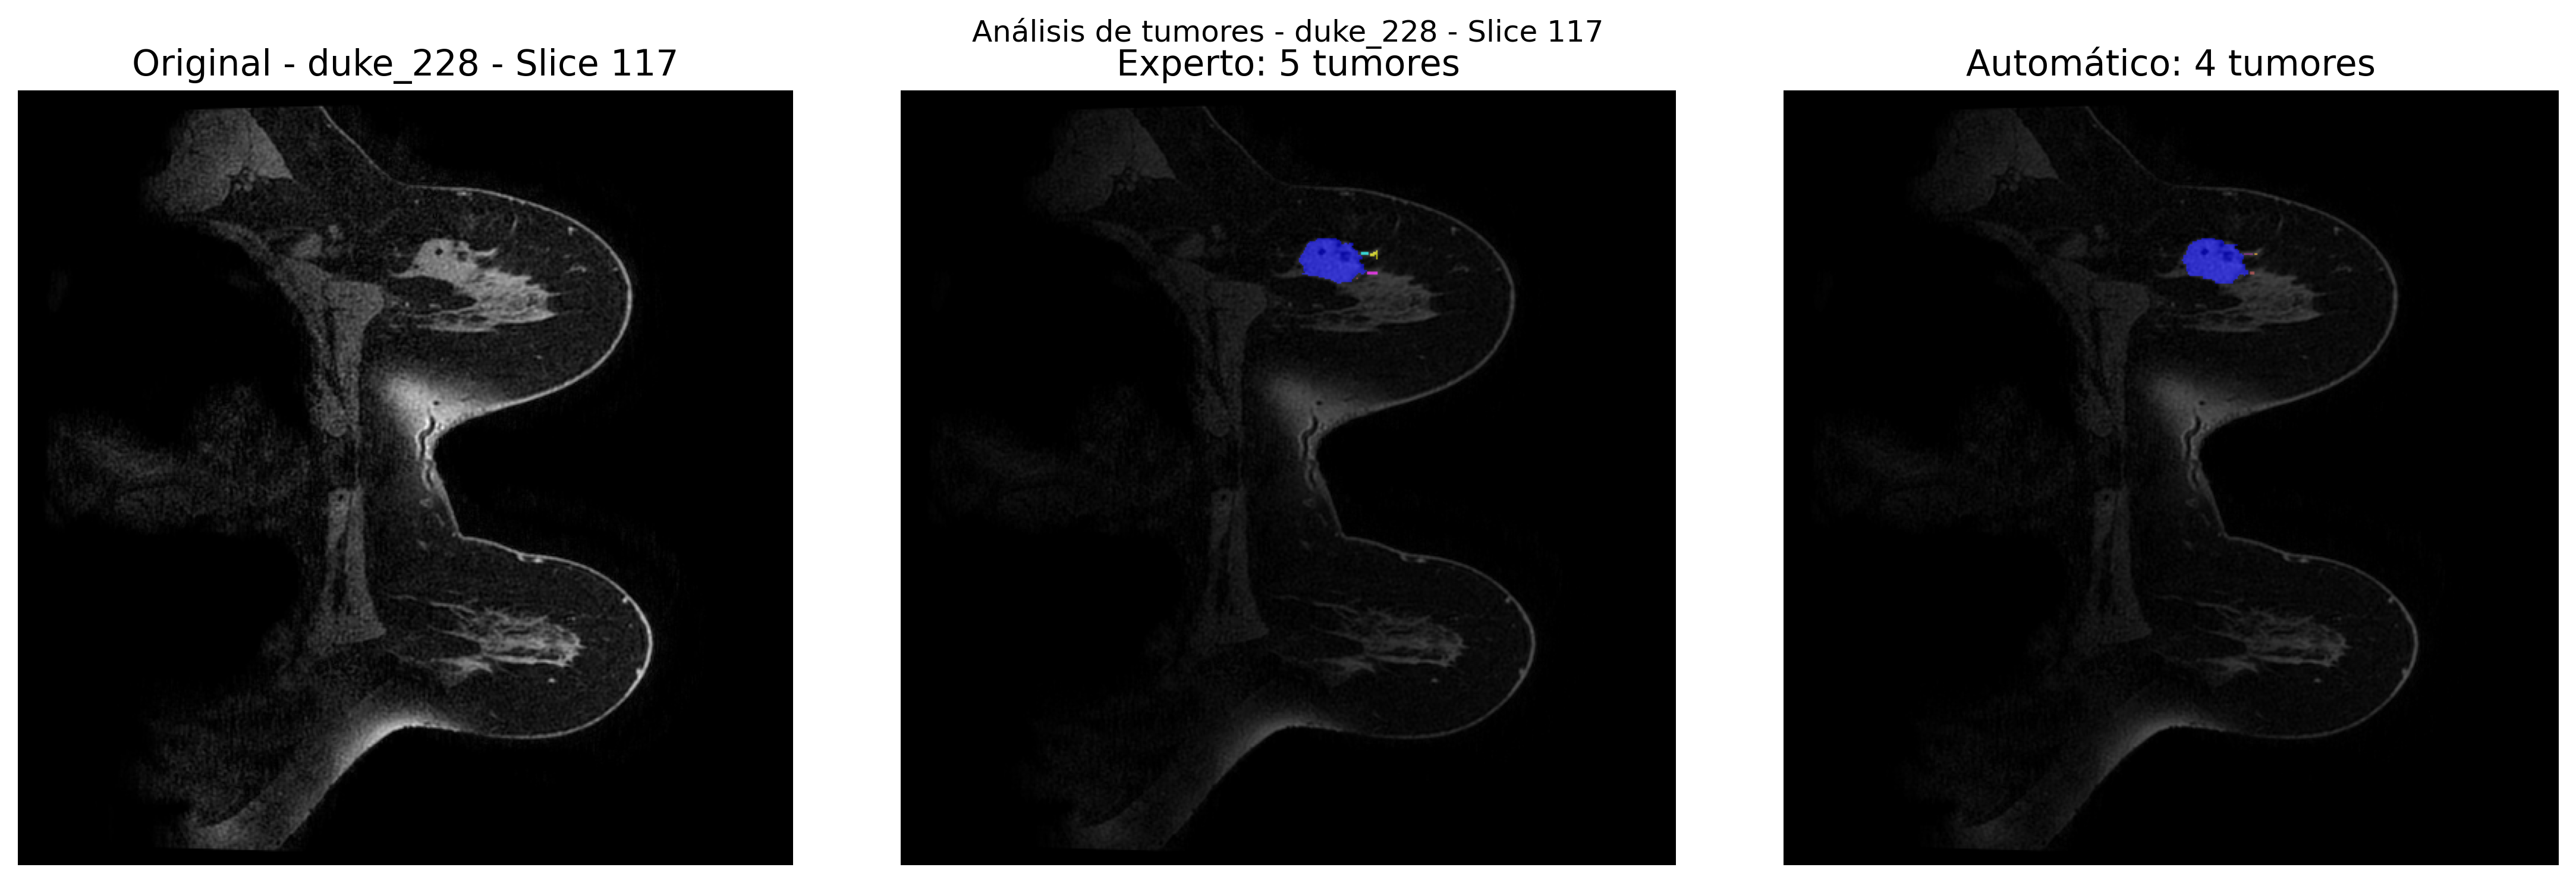 Análisis de tumores - duke_228 - Slice 117
Original - duke_228 - Slice 117
Experto: 5 tumores
Automático: 4 tumores